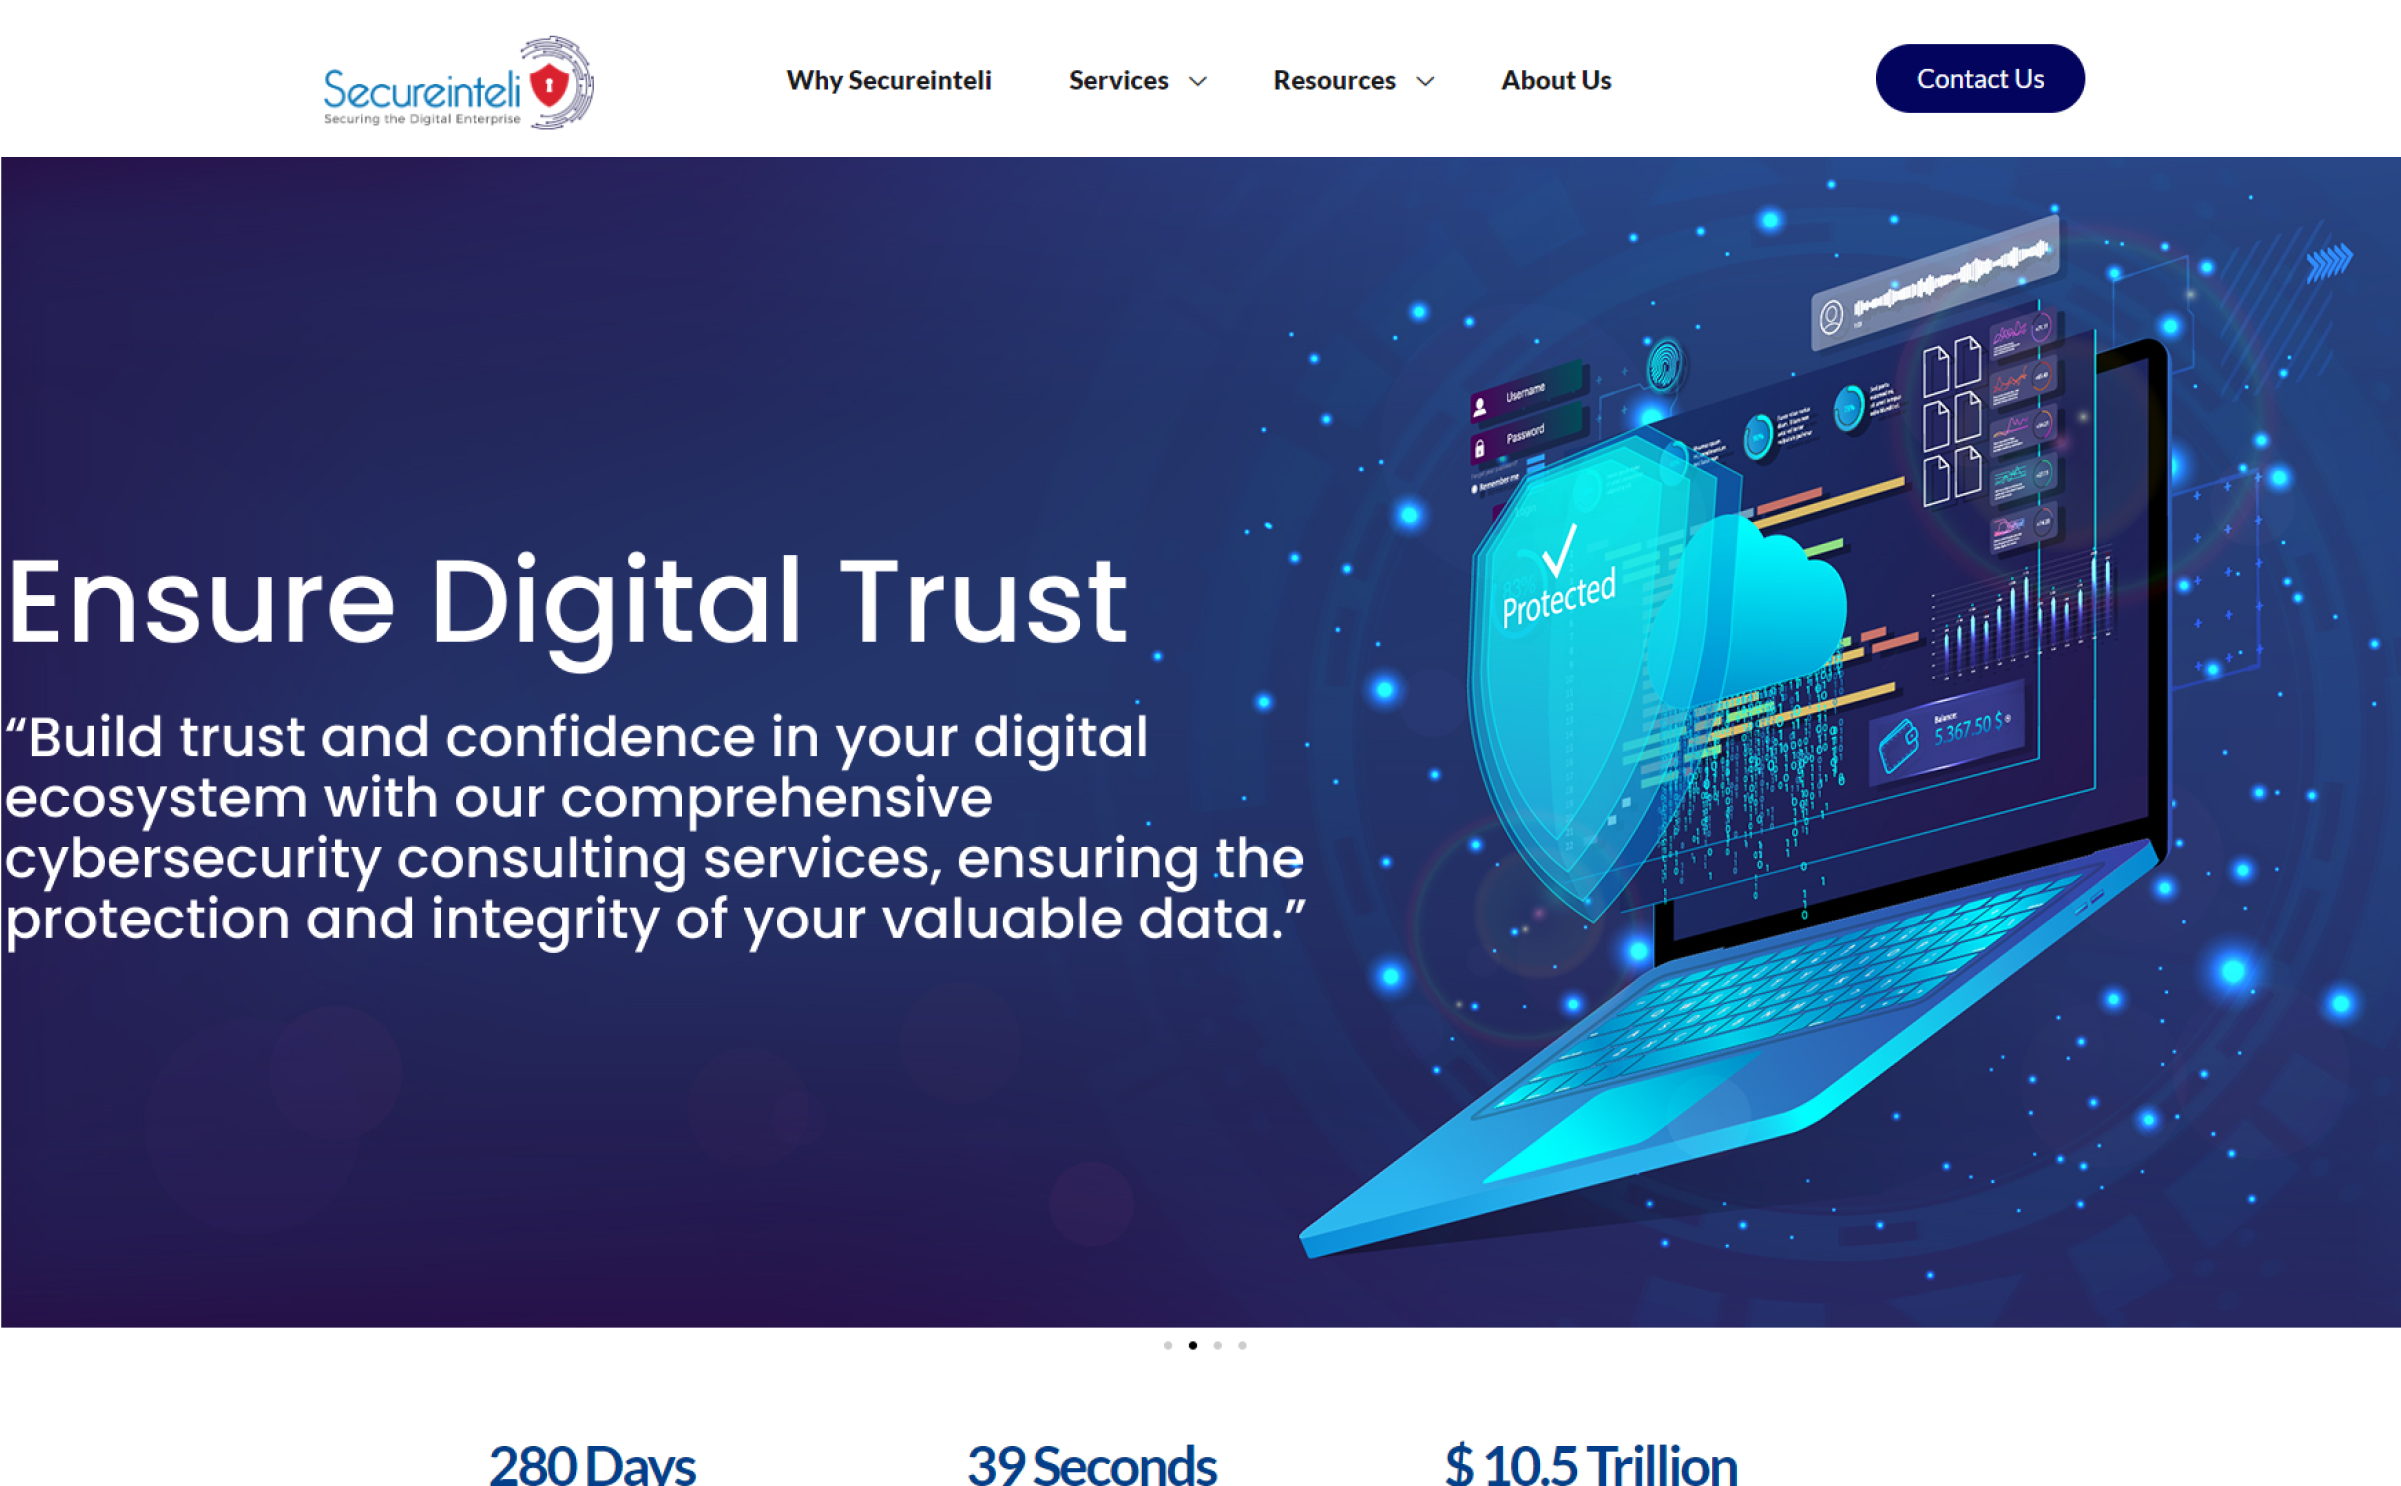 Secureinteli
Securing the Digital Enterprise
Why Secureinteli
Services
Resources
About Us
Contact Us
Username
Password
Remember me
Protected
Balance:
5.367.50 $
Ensure Digital Trust
“Build trust and confidence in your digital
ecosystem with our comprehensive
cybersecurity consulting services, ensuring the
protection and integrity of your valuable data.”
280 Days
39 Seconds
$ 10.5 Trillion